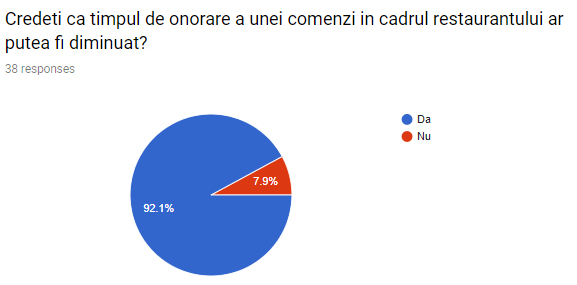 Credeti ca timpul de onorare a unei comenzi in cadrul restaurantului ar
putea fi diminuat?
38 responses
Da
Nu
7.9%
92.1%